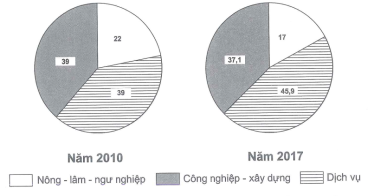 22
17
39
37,1
39
45,9
Năm 2010
Năm 2017
Nông - lâm - ngư nghiệp
Công nghiệp - xây dựng
Dịch vụ